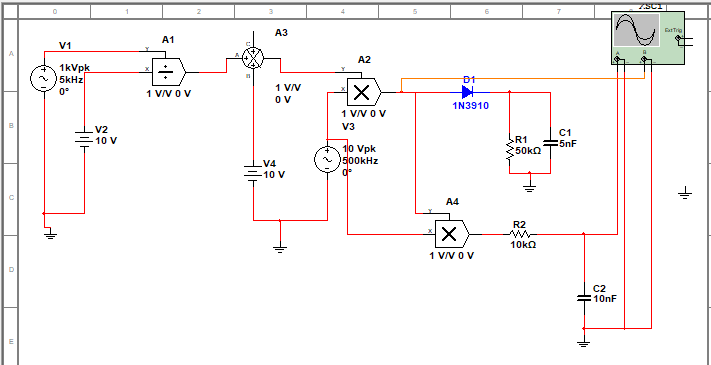 0 1 2 3 4 5 6 7
XSC1
A
B
C
D
E
V1
1kVpk
5kHz
0°
A1
Y
X
1 V/V 0 V
V2
10 V
A3
C
A
B
1 V/V
0 V
V4
10 V
A2
Y
X
1 V/V 0 V
V3
10 Vpk
500kHz
0°
D1
1N3910
R1
50kΩ
C1
5nF
A4
Y
X
1 V/V 0 V
R2
10kΩ
C2
10nF
Ext Trig
A
B